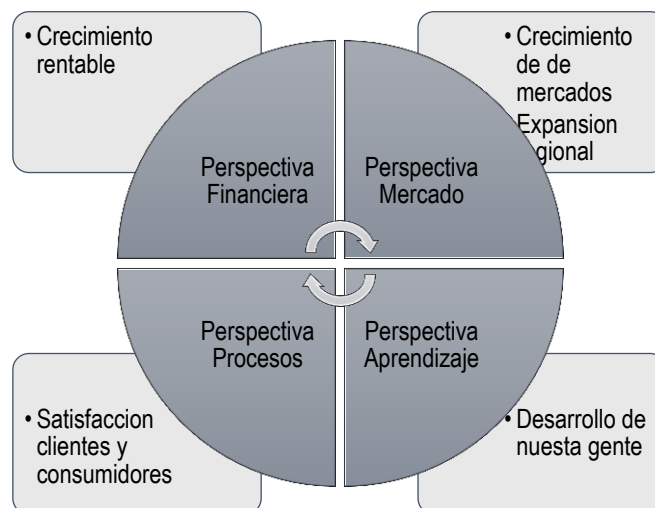 • Crecimiento
rentable
• Crecimiento
de de
mercados
Expansion
gional
Perspectiva
Financiera
Perspectiva
Mercado
Perspectiva
Procesos
Perspectiva
Aprendizaje
• Satisfaccion
clientes y
consumidores
• Desarrollo de
nuesta gente